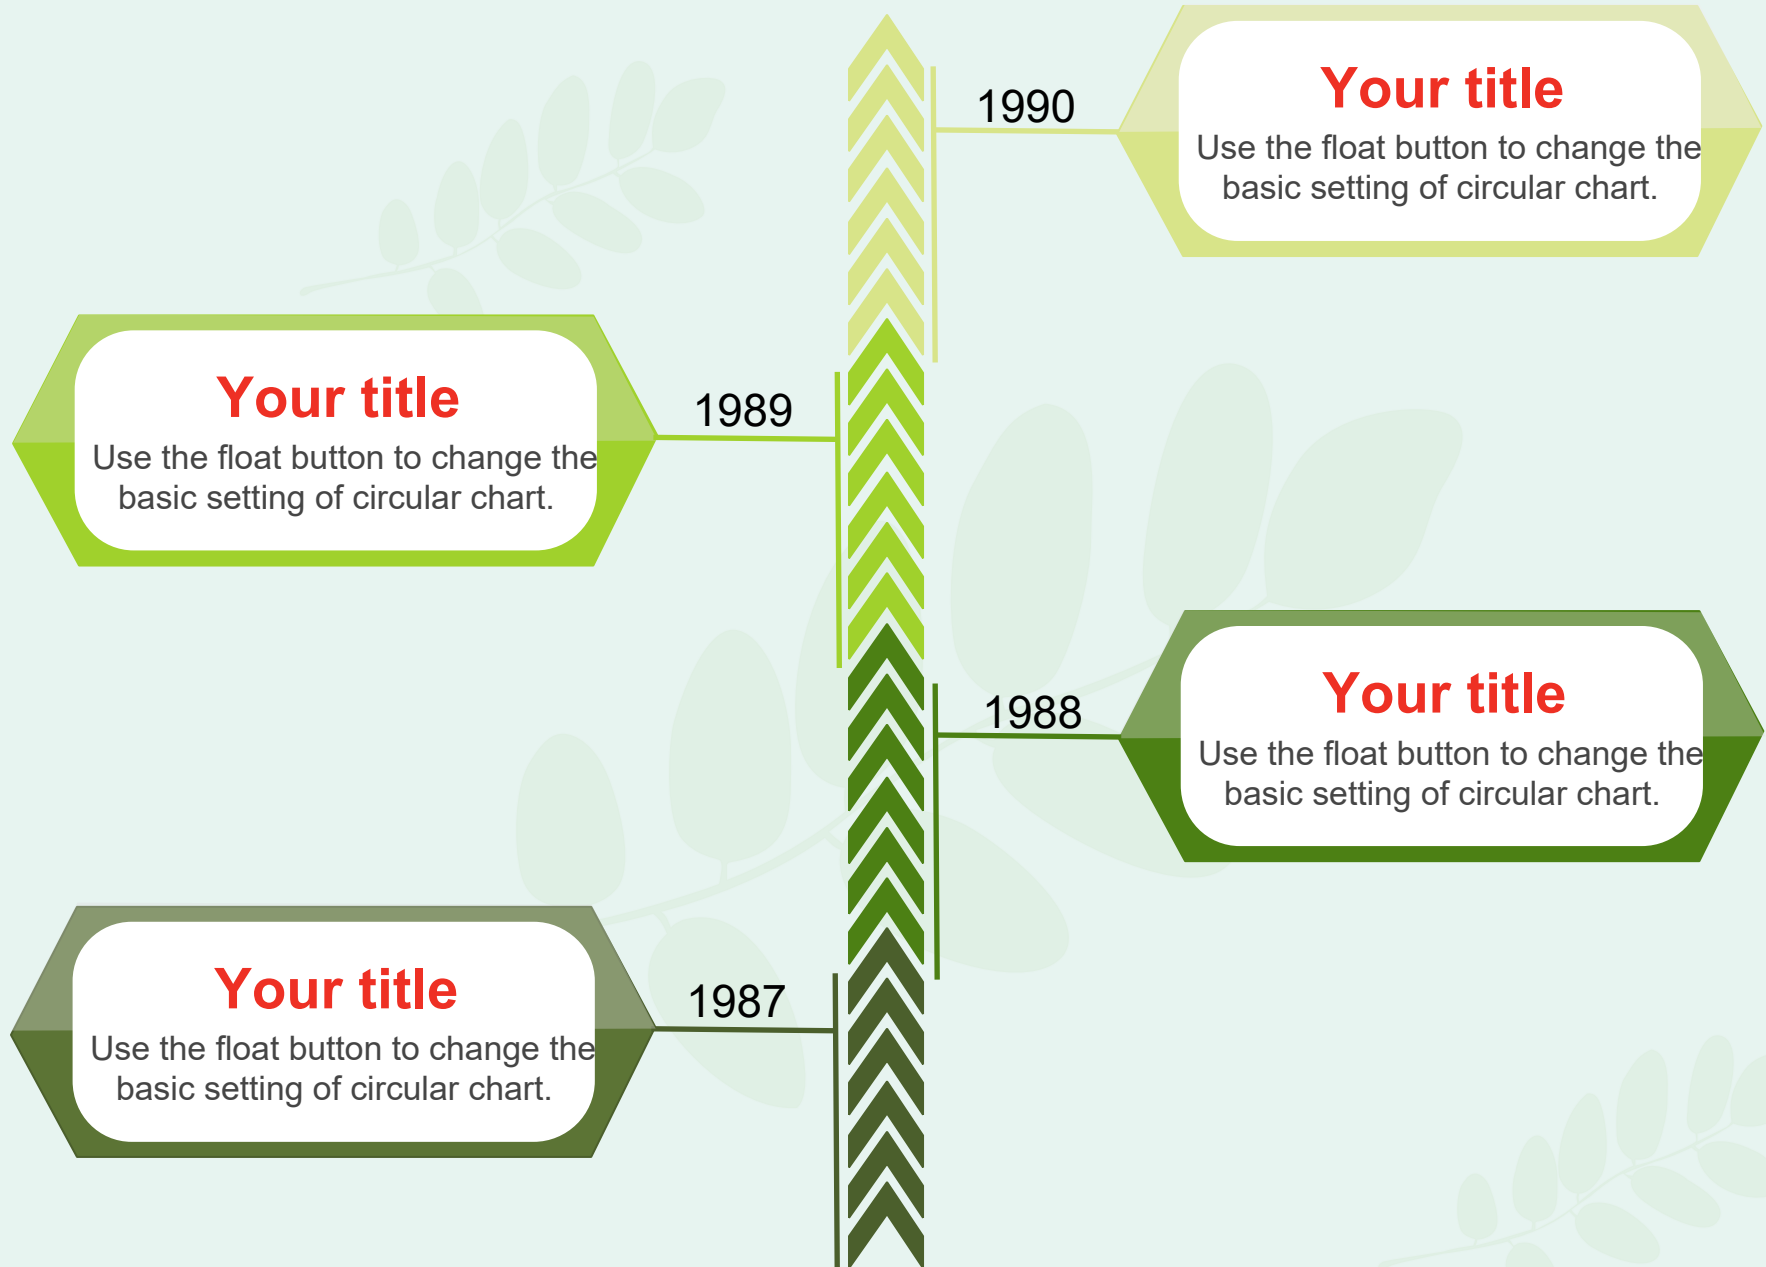 1990
Your title
Use the float button to change the
basic setting of circular chart.
1989
Your title
Use the float button to change the
basic setting of circular chart.
1988
Your title
Use the float button to change the
basic setting of circular chart.
1987
Your title
Use the float button to change the
basic setting of circular chart.